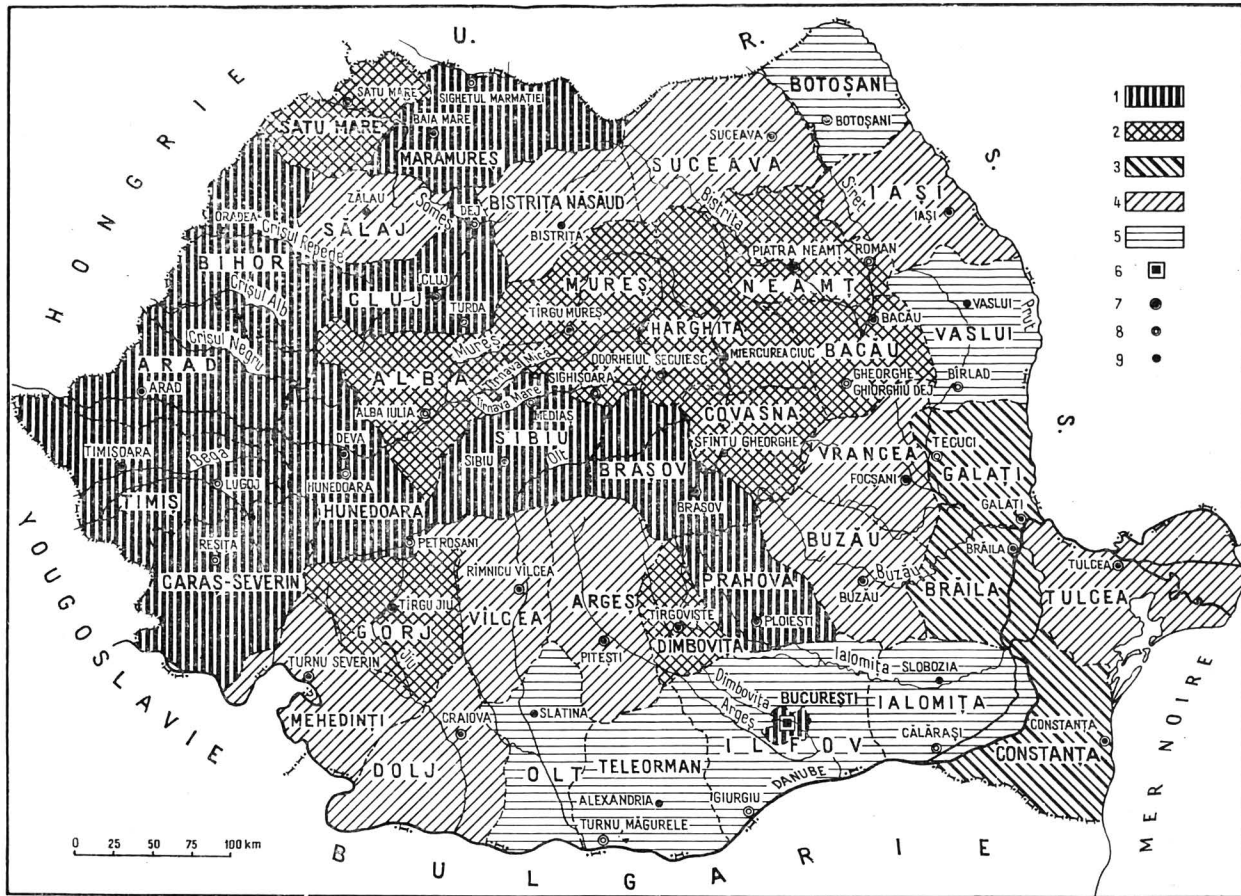 U. R. S. S.
HONGRIE
YOUGOSLAVIE
BULGARIE
MER NOIRE
BOTOȘANI
BOTOȘANI
SATU MARE
SATU MARE
SIGHETUL MARMAȚIEI
BAIA MARE
MARAMUREȘ
SUCEAVA
SUCEAVA
Siret
IAȘI
IAȘI
ZĂLAU
SĂLAJ
Someș
DEJ
BISTRIȚA NĂSĂUD
BISTRIȚA
Bistrița
ORADEA
Crișul Repede
BIHOR
Crișul Alb
CLUJ
CLUJ
TURDA
MUREȘ
TÎRGU MUREȘ
Mureș
PIATRA NEAMȚ
ROMAN
NEAMȚ
VASLUI
VASLUI
Prut
Crișul Negru
ARAD
ARAD
ALBA
ALBA IULIA
Tîrnava Mică
Tîrnava Mare
HARGHITA
ODORHEIUL SECUIESC
MIERCUREA CIUC
BACĂU
BACĂU
GHEORGHE
GHIORGHIU DEJ
BÎRLAD
SIGHIȘOARA
MEDIAȘ
SIBIU
SIBIU
Olt
BRAȘOV
BRAȘOV
COVASNA
SFÎNTU GHEORGHE
VRANCEA
FOCȘANI
TECUCI
GALAȚI
GALAȚI
TIMIȘOARA
Bega
TIMIȘ
LUGOJ
DEVA
HUNEDOARA
HUNEDOARA
REȘIȚA
CARAȘ-SEVERIN
PETROȘANI
RÎMNICU VÎLCEA
VÎLCEA
ARGEȘ
PITEȘTI
TÎRGU JIU
GORJ
Jiu
TÎRGOVIȘTE
DÎMBOVIȚA
PRAHOVA
PLOIEȘTI
BUZĂU
BUZĂU
Buzău
BRĂILA
BRĂILA
TULCEA
TULCEA
TURNU SEVERIN
MEHEDINȚI
CRAIOVA
DOLJ
SLATINA
OLT
TELEORMAN
ALEXANDRIA
TURNU MĂGURELE
Dîmbovița
Argeș
BUCUREȘTI
ILFOV
GIURGIU
DANUBE
Ialomița
SLOBOZIA
IALOMIȚA
CĂLĂRAȘI
CONSTANȚA
CONSTANȚA
1
2
3
4
5
6
7
8
9
0 25 50 75 100 km